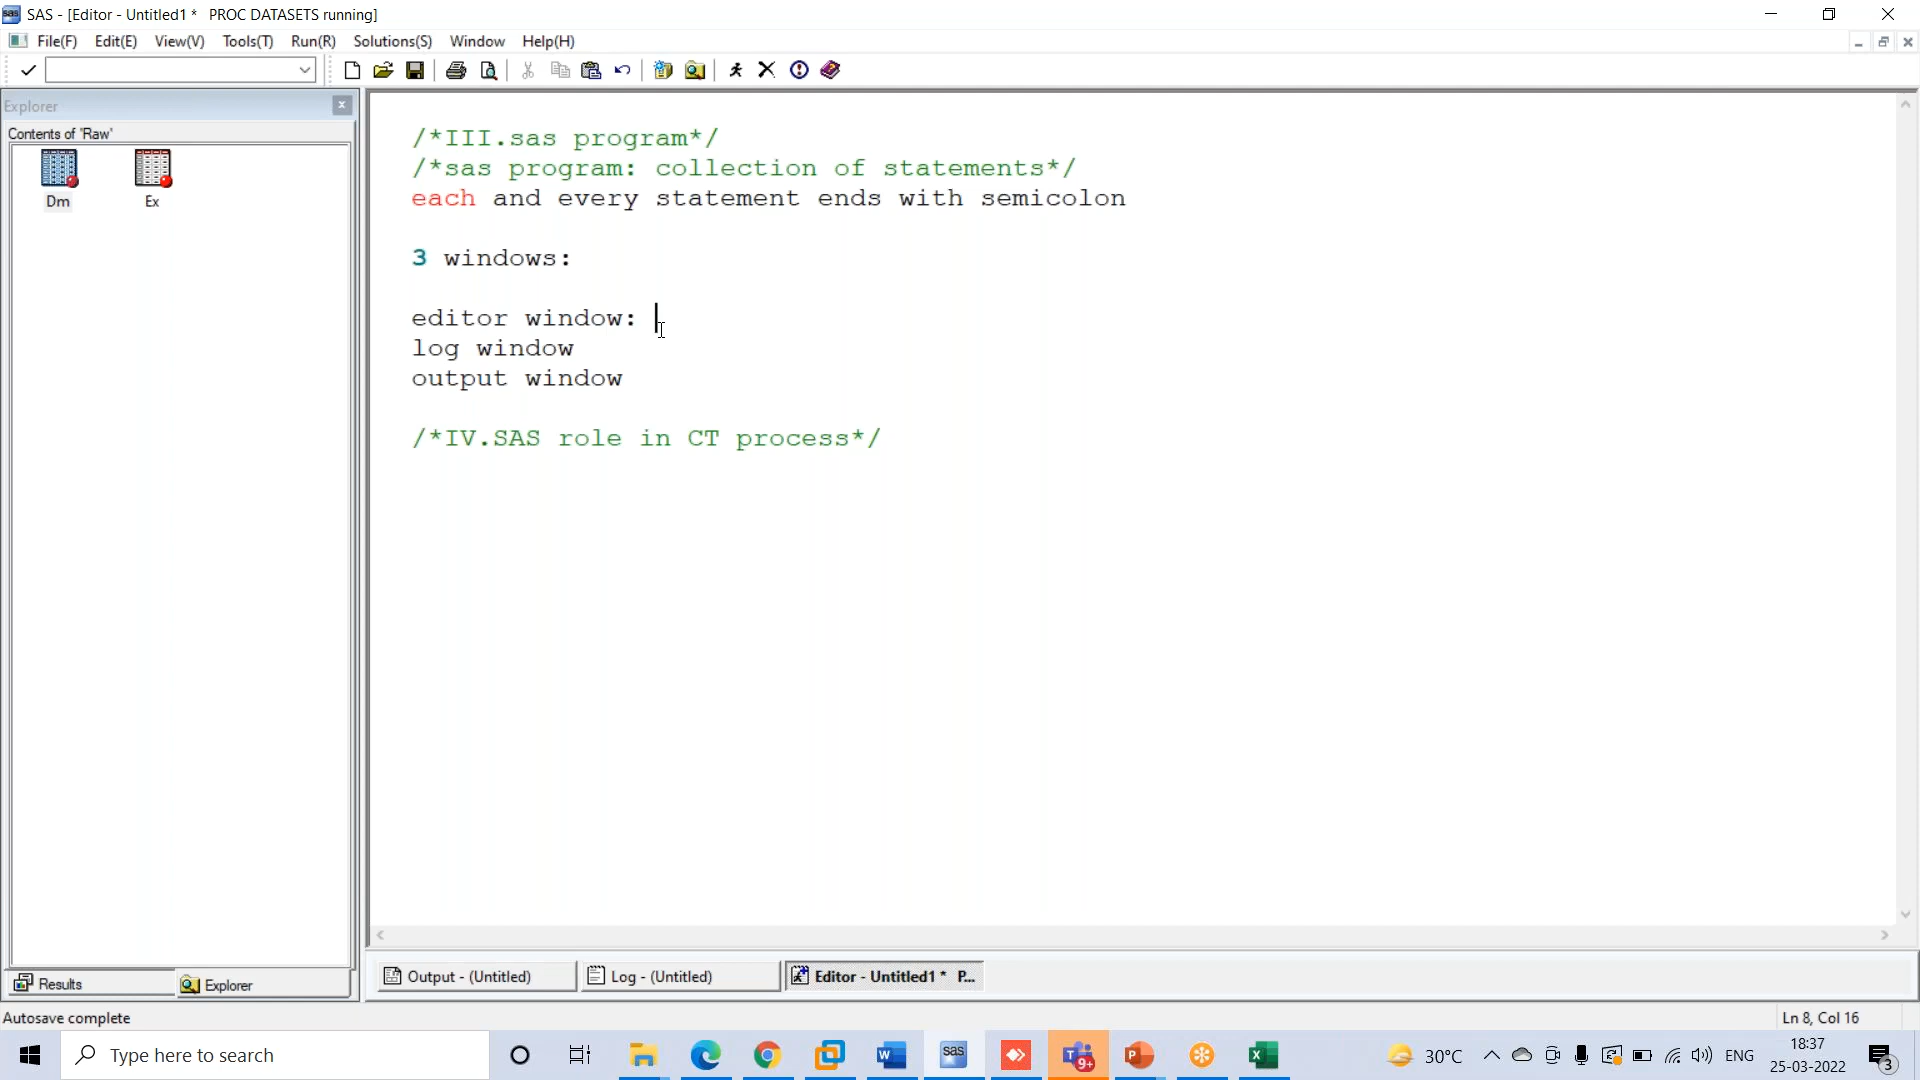 SAS - [Editor - Untitled1 * PROC DATASETS running]
File(F) Edit(E) View(V) Tools(T) Run(R) Solutions(S) Window Help(H)
Explorer
Contents of 'Raw'
Dm Ex
/*III.sas program*/
/*sas program: collection of statements*/
each and every statement ends with semicolon
3 windows:
editor window:
log window
output window
/*IV.SAS role in CT process*/
Results Explorer
Output - (Untitled) Log - (Untitled) Editor - Untitled1 * P...
Autosave complete
Ln 8, Col 16
Type here to search
sas
9+
30°C
ENG
18:37
25-03-2022
3